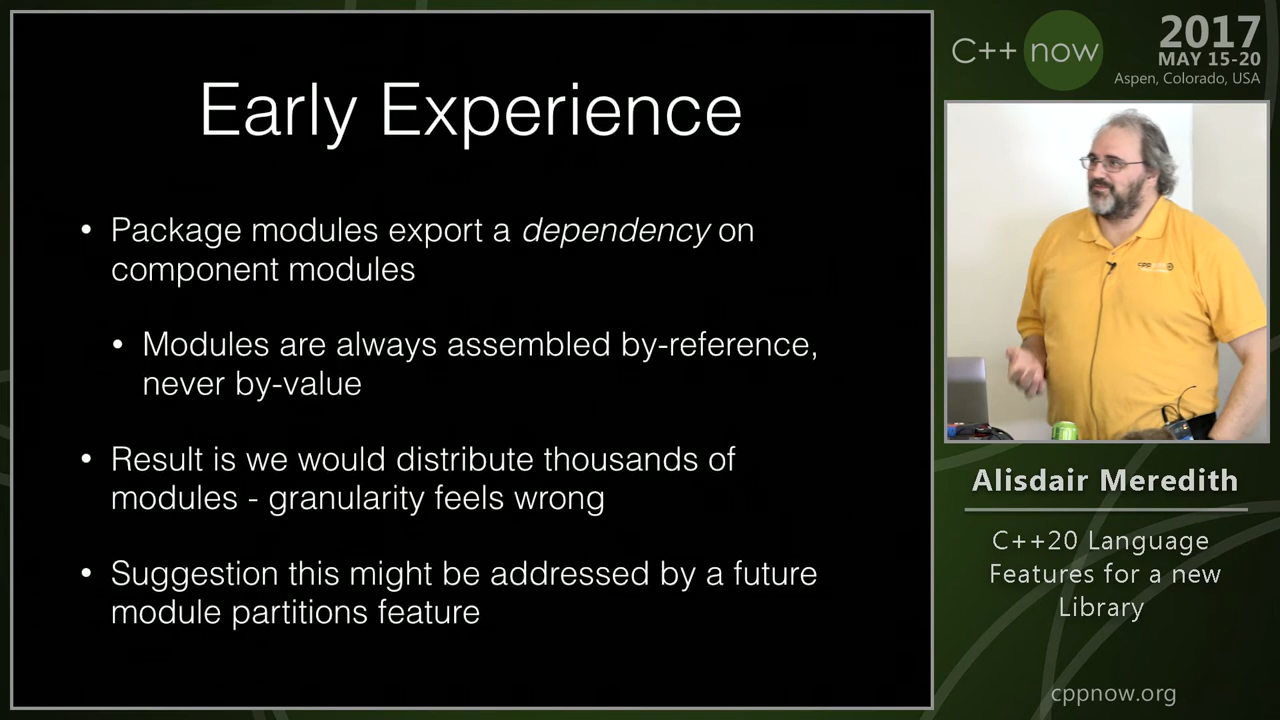 Early Experience
• Package modules export a dependency on
component modules
• Modules are always assembled by-reference,
never by-value
• Result is we would distribute thousands of
modules - granularity feels wrong
• Suggestion this might be addressed by a future
module partitions feature
C++ now
2017
MAY 15-20
Aspen, Colorado, USA
Alisdair Meredith
C++20 Language
Features for a new
Library
cppnow.org